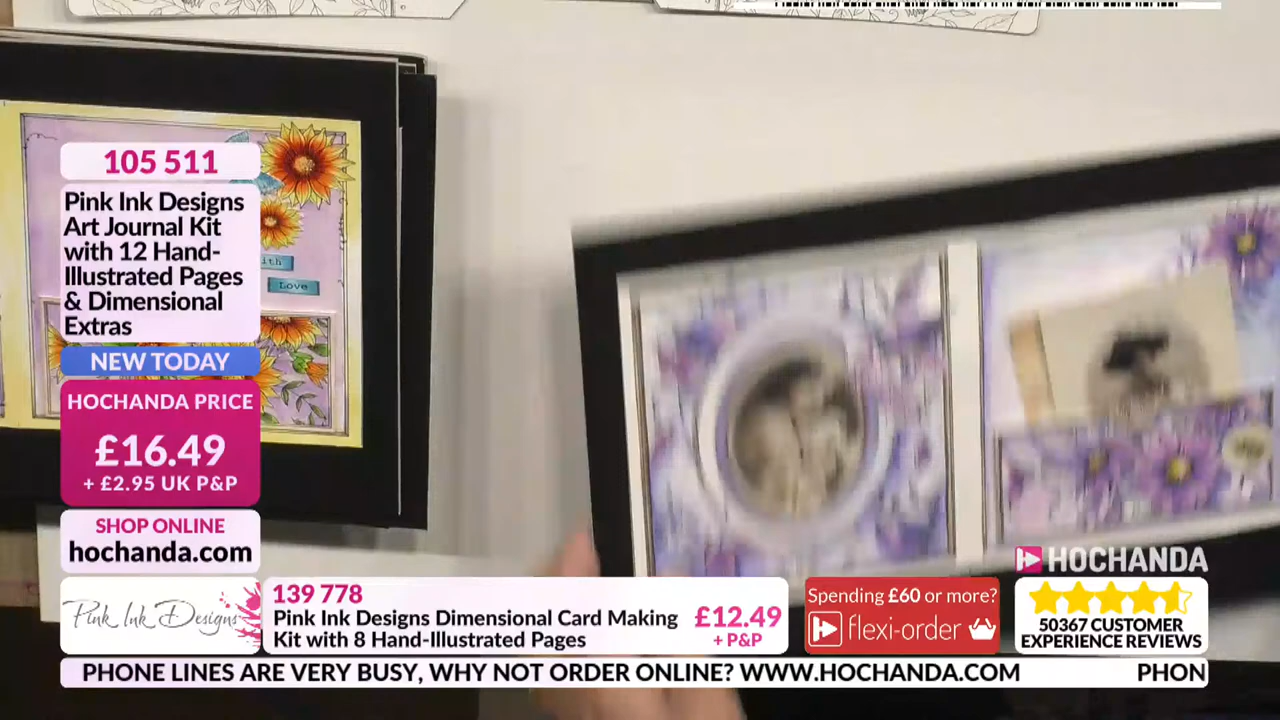 105 511
Pink Ink Designs
Art Journal Kit
with 12 Hand-
Illustrated Pages
& Dimensional
Extras
NEW TODAY
HOCHANDA PRICE
£16.49
+ £2.95 UK P&P
SHOP ONLINE
hochanda.com
ith
Love
HOCHANDA
Pink Ink Designs
139 778
Pink Ink Designs Dimensional Card Making
Kit with 8 Hand-Illustrated Pages
£12.49
+ P&P
Spending £60 or more?
flexi-order
50367 CUSTOMER
EXPERIENCE REVIEWS
PHONE LINES ARE VERY BUSY, WHY NOT ORDER ONLINE? WWW.HOCHANDA.COM PHON